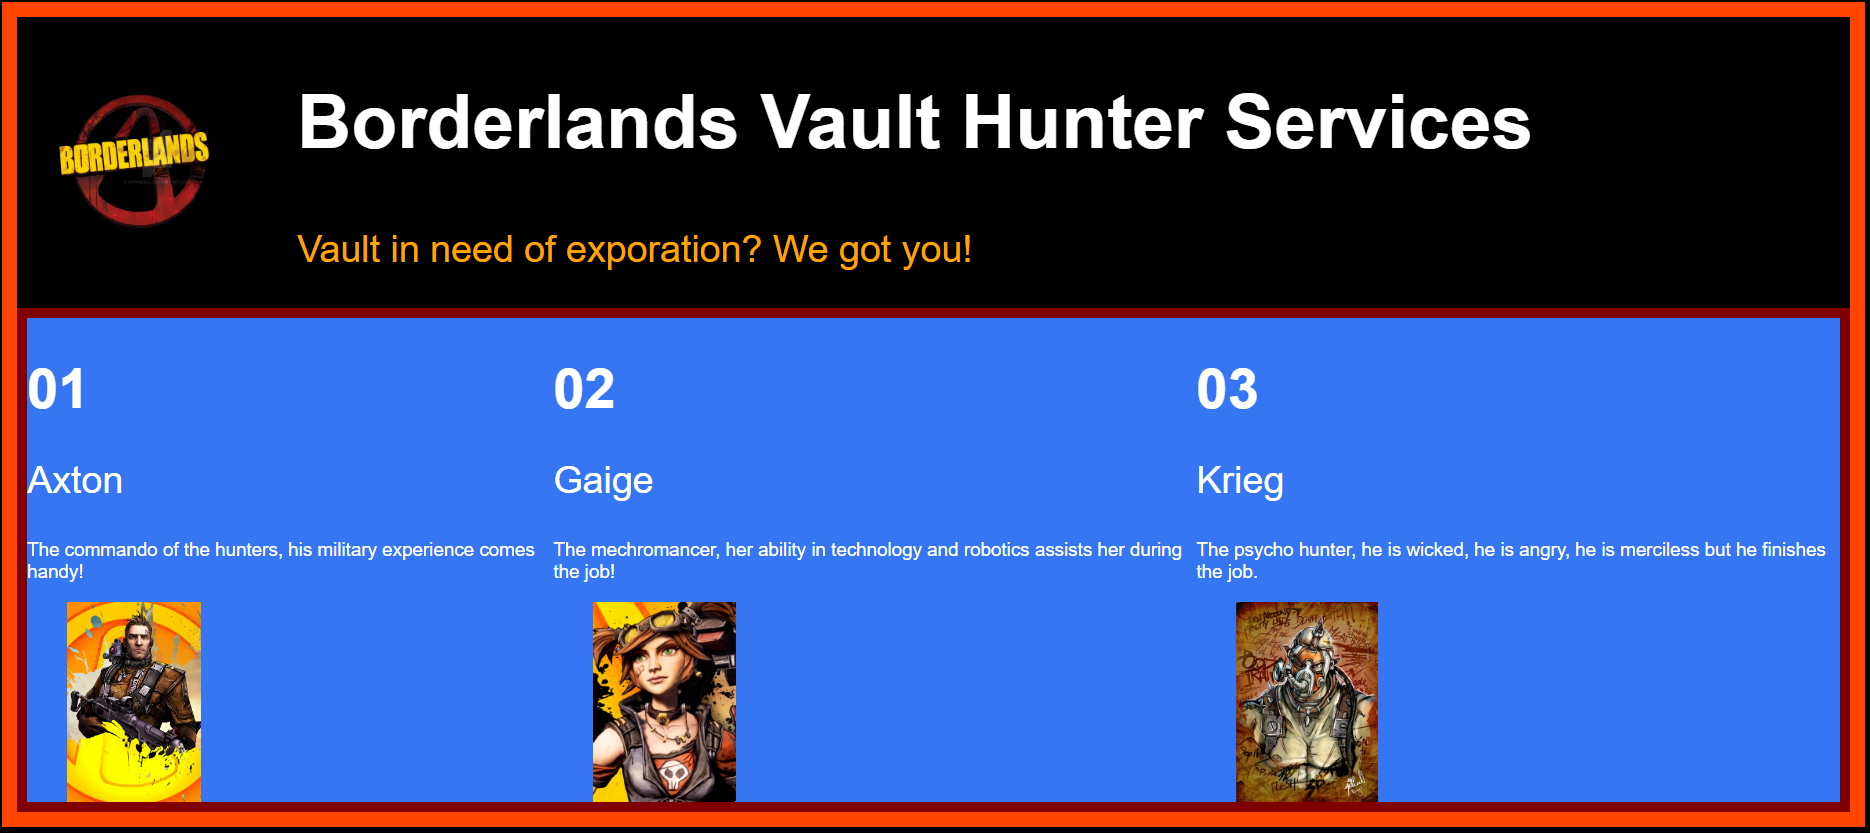 BORDERLANDS
Borderlands Vault Hunter Services
Vault in need of exporation? We got you!
01
Axton
The commando of the hunters, his military experience comes
handy!
02
Gaige
The mechromancer, her ability in technology and robotics assists her during
the job!
03
Krieg
The psycho hunter, he is wicked, he is angry, he is merciless but he finishes
the job.